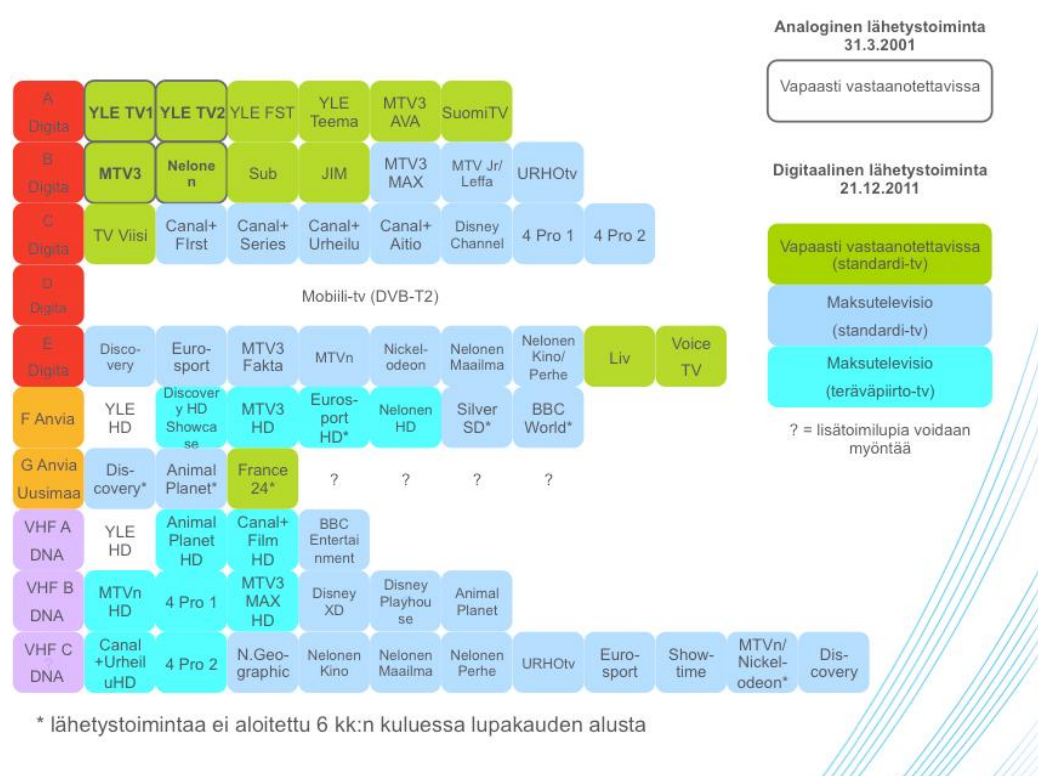 Analoginen lähetystoiminta
31.3.2001
Vapaasti vastaanotettavissa
A
Digita
YLE TV1
YLE TV2
YLE FST
YLE
Teema
MTV3
AVA
SuomiTV
B
Digita
MTV3
Nelone
n
Sub
JIM
MTV3
MAX
MTV Jr/
Leffa
URHOtv
C
Digita
TV Viisi
Canal+
FIrst
Canal+
Series
Canal+
Urheilu
Canal+
Aitio
Disney
Channel
4 Pro 1
4 Pro 2
D
Digita
Mobiili-tv (DVB-T2)
E
Digita
Disco-
very
Euro-
sport
MTV3
Fakta
MTVn
Nickel-
odeon
Nelonen
Maailma
Nelonen
Kino/
Perhe
Liv
Voice
TV
F Anvia
YLE
HD
Discover
y HD
Showca
se
MTV3
HD
Euros-
port
HD*
Nelonen
HD
Silver
SD*
BBC
World*
G Anvia
Uusimaa
Dis-
covery*
Animal
Planet*
France
24*
?
?
?
?
VHF A
DNA
YLE
HD
Animal
Planet
HD
Canal+
Film
HD
BBC
Entertai
nment
VHF B
DNA
MTVn
HD
4 Pro 1
MTV3
MAX
HD
Disney
XD
Disney
Playhou
se
Animal
Planet
VHF C
?
DNA
Canal
+Urheil
uHD
4 Pro 2
N.Geo-
graphic
Nelonen
Kino
Nelonen
Maailma
Nelonen
Perhe
URHOtv
Euro-
sport
Show-
time
MTVn/
Nickel-
odeon*
Dis-
covery
Digitaalinen lähetystoiminta
21.12.2011
Vapaasti vastaanotettavissa
(standardi-tv)
Maksutelevisio
(standardi-tv)
Maksutelevisio
(teräväpiirto-tv)
? = lisätoimilupia voidaan
myöntää
* lähetystoimintaa ei aloitettu 6 kk:n kuluessa lupakauden alusta